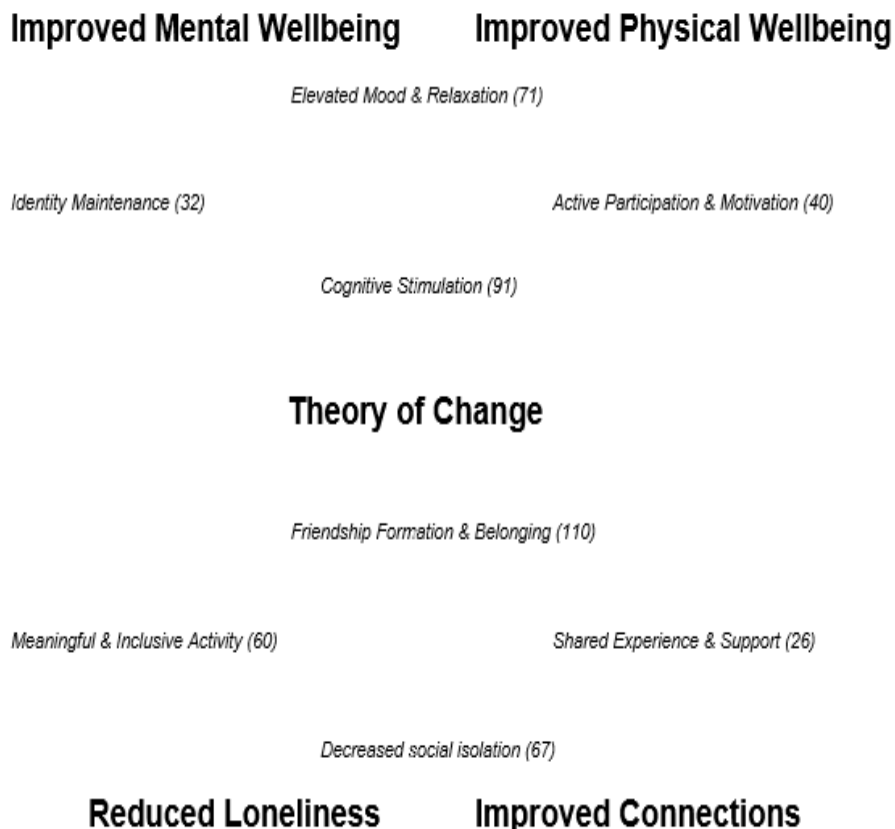 Improved Mental Wellbeing
Improved Physical Wellbeing
Elevated Mood & Relaxation (71)
Identity Maintenance (32)
Active Participation & Motivation (40)
Cognitive Stimulation (91)
Theory of Change
Friendship Formation & Belonging (110)
Meaningful & Inclusive Activity (60)
Shared Experience & Support (26)
Decreased social isolation (67)
Reduced Loneliness
Improved Connections